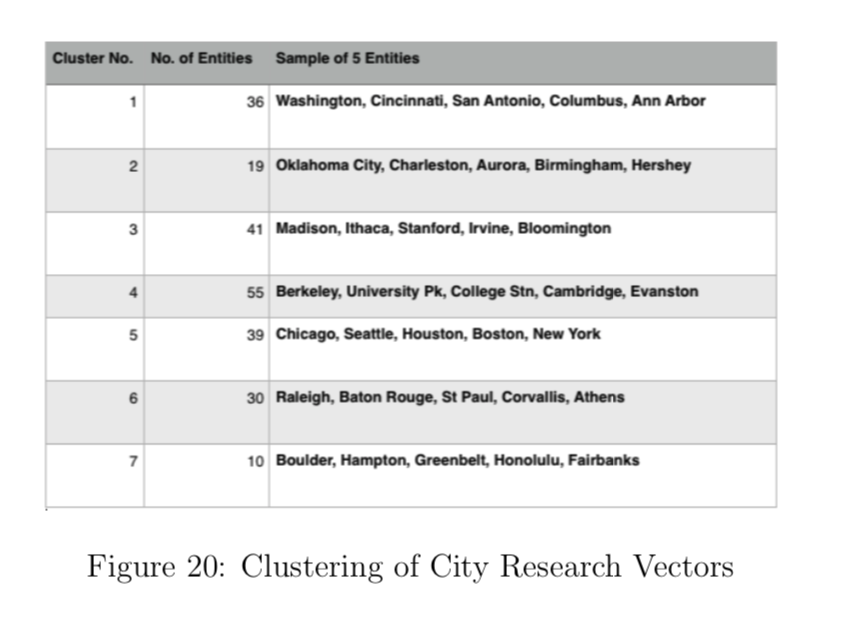 Cluster No. No. of Entities Sample of 5 Entities
1 36 Washington, Cincinnati, San Antonio, Columbus, Ann Arbor
2 19 Oklahoma City, Charleston, Aurora, Birmingham, Hershey
3 41 Madison, Ithaca, Stanford, Irvine, Bloomington
4 55 Berkeley, University Pk, College Stn, Cambridge, Evanston
5 39 Chicago, Seattle, Houston, Boston, New York
6 30 Raleigh, Baton Rouge, St Paul, Corvallis, Athens
7 10 Boulder, Hampton, Greenbelt, Honolulu, Fairbanks
Figure 20: Clustering of City Research Vectors